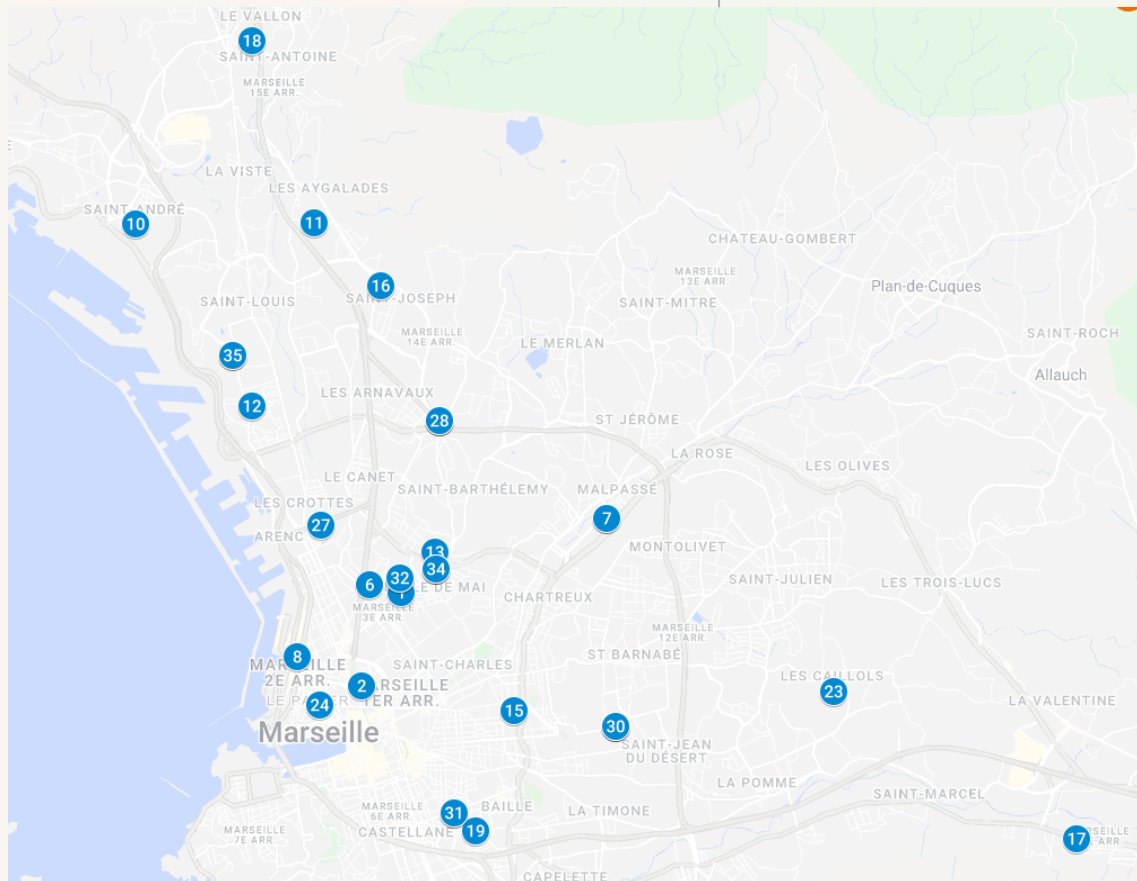 LE VALLON
18
SAINT-ANTOINE
MARSEILLE
15E ARR.
LA VISTE
LES AYGALADES
SAINT-ANDRÉ
10
11
CHATEAU-GOMBERT
MARSEILLE
13E ARR.
16
SAINT-JOSEPH
Plan-de-Cuques
SAINT-LOUIS
SAINT-MITRE
MARSEILLE
14E ARR.
LE MERLAN
SAINT-ROCH
35
Allauch
LES ARNAVAUX
12
28
ST JÉRÔME
LA ROSE
LES OLIVES
LE CANET
SAINT-BARTHÉLEMY
MALPASSÉ
LES CROTTES
27
7
ARENC
MONTOLIVET
13
34
32
6
LE DE MAI
SAINT-JULIEN
LES TROIS-LUCS
CHARTREUX
MARSEILLE
3E ARR.
MARSEILLE
12E ARR.
8
MARSEILLE
2E ARR.
SAINT-CHARLES
ST BARNABÉ
2
MARSEILLE
1ER ARR.
LES CAILLOLS
23
LE PANIER
24
15
LA VALENTINE
30
Marseille
SAINT-JEAN
DU DÉSERT
LA POMME
SAINT-MARCEL
MARSEILLE
6E ARR.
BAILLE
LA TIMONE
31
19
CASTELLANE
MARSEILLE
7E ARR.
17
CAPELETTE